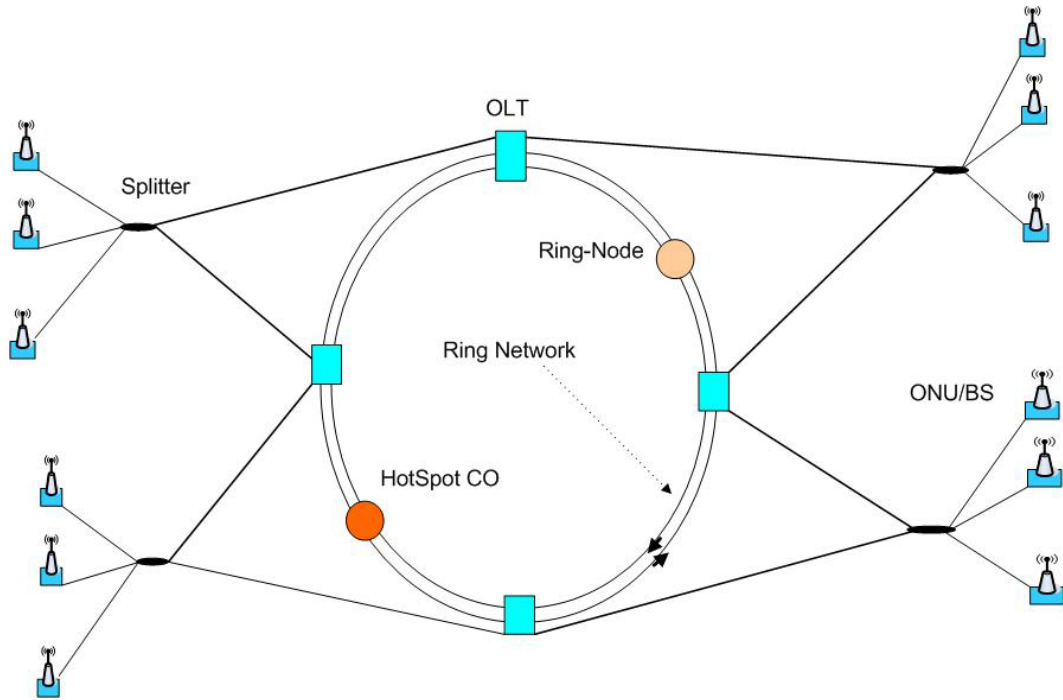 OLT
Splitter
Ring-Node
Ring Network
ONU/BS
HotSpot CO